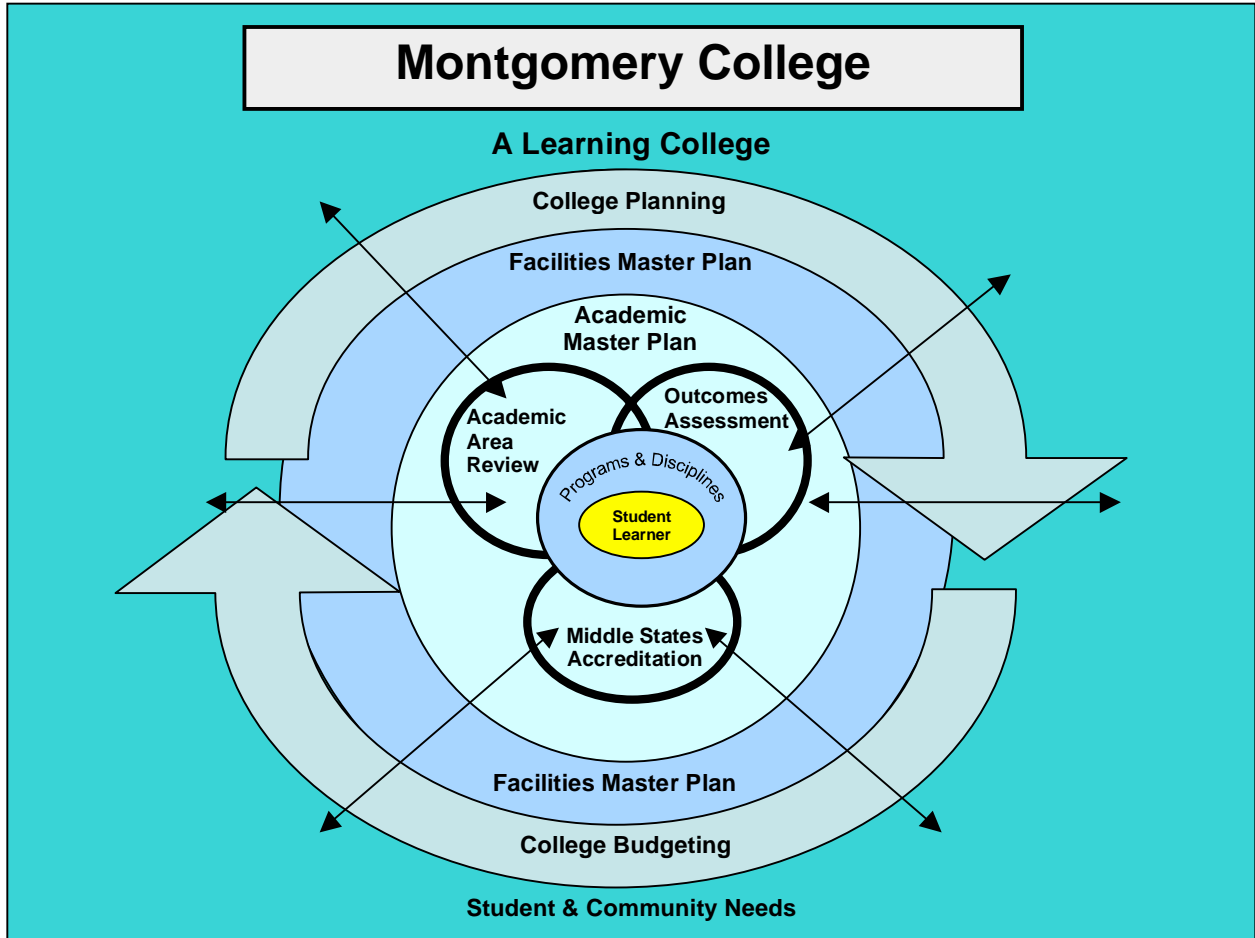 Montgomery College
A Learning College
College Planning
Facilities Master Plan
Academic
Master Plan
Outcomes
Assessment
Academic
Area
Review
Programs & Disciplines
Student
Learner
Middle States
Accreditation
Facilities Master Plan
College Budgeting
Student & Community Needs